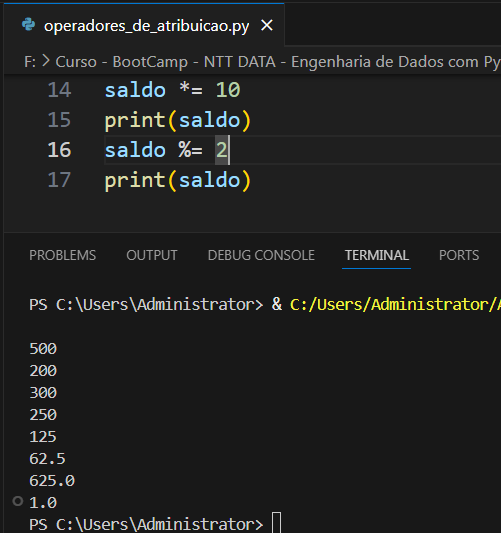 operadores_de_atribuicao.py
F: > Curso - BootCamp - NTT DATA - Engenharia de Dados com Py
14 saldo *= 10
15 print(saldo)
16 saldo %= 2
17 print(saldo)
PROBLEMS OUTPUT DEBUG CONSOLE TERMINAL PORTS
PS C:\Users\Administrator> & C:/Users/Administrator/A
500
200
300
250
125
62.5
625.0
1.0
PS C:\Users\Administrator>